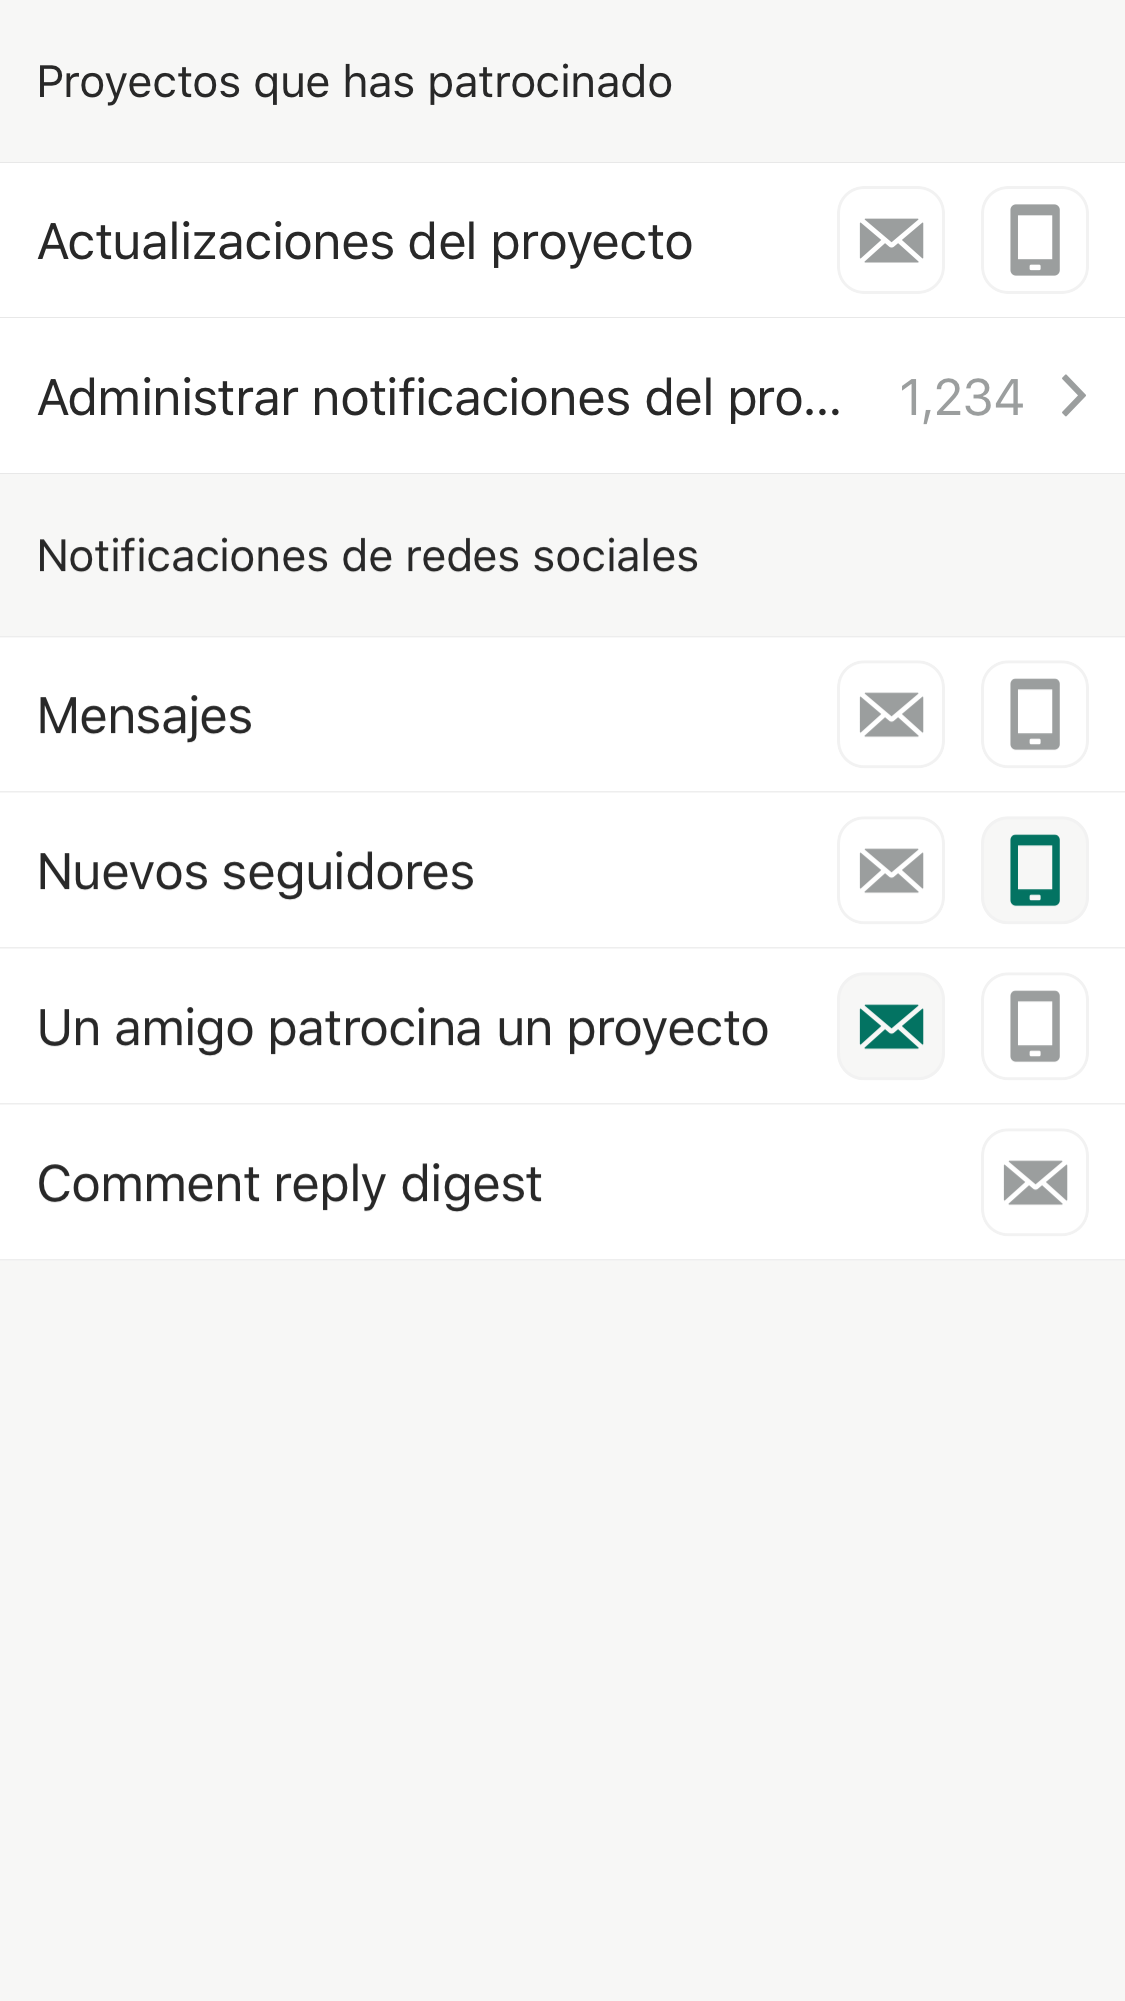 Proyectos que has patrocinado
Actualizaciones del proyecto
Administrar notificaciones del pro... 1,234
Notificaciones de redes sociales
Mensajes
Nuevos seguidores
Un amigo patrocina un proyecto
Comment reply digest